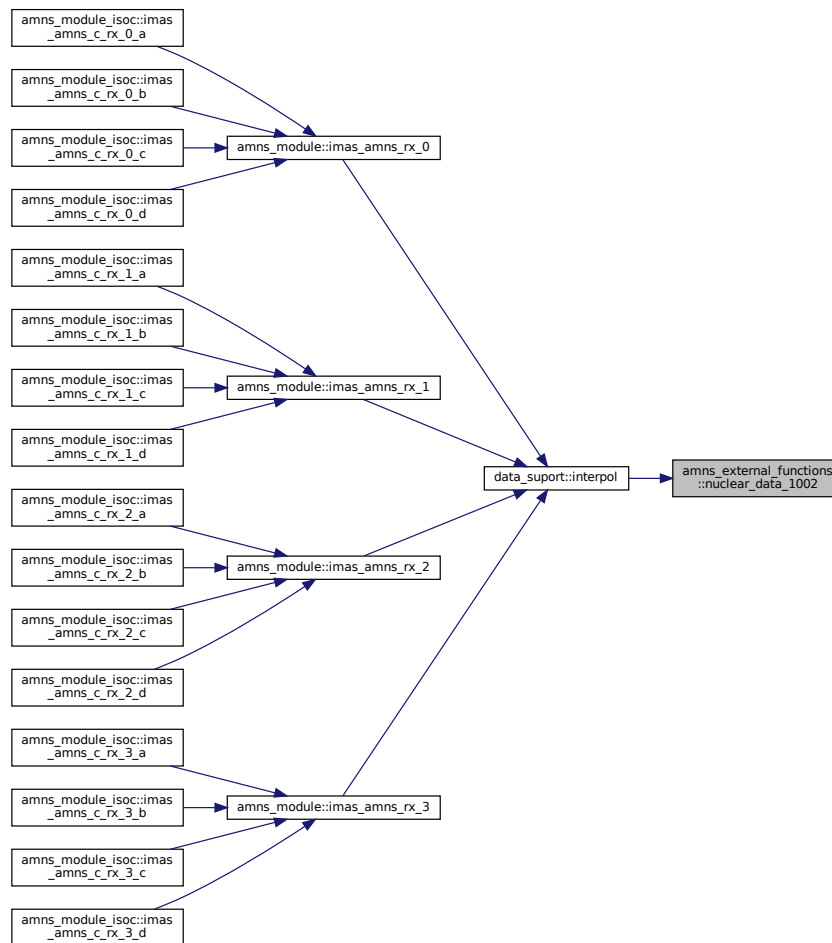 amns_module_isoc::imas
_amns_c_rx_0_a
amns_module_isoc::imas
_amns_c_rx_0_b
amns_module_isoc::imas
_amns_c_rx_0_c
amns_module::imas_amns_rx_0
amns_module_isoc::imas
_amns_c_rx_0_d
amns_module_isoc::imas
_amns_c_rx_1_a
amns_module_isoc::imas
_amns_c_rx_1_b
amns_module_isoc::imas
_amns_c_rx_1_c
amns_module::imas_amns_rx_1
amns_module_isoc::imas
_amns_c_rx_1_d
data_suport::interpol
amns_external_functions
::nuclear_data_1002
amns_module_isoc::imas
_amns_c_rx_2_a
amns_module_isoc::imas
_amns_c_rx_2_b
amns_module::imas_amns_rx_2
amns_module_isoc::imas
_amns_c_rx_2_c
amns_module_isoc::imas
_amns_c_rx_2_d
amns_module_isoc::imas
_amns_c_rx_3_a
amns_module_isoc::imas
_amns_c_rx_3_b
amns_module::imas_amns_rx_3
amns_module_isoc::imas
_amns_c_rx_3_c
amns_module_isoc::imas
_amns_c_rx_3_d